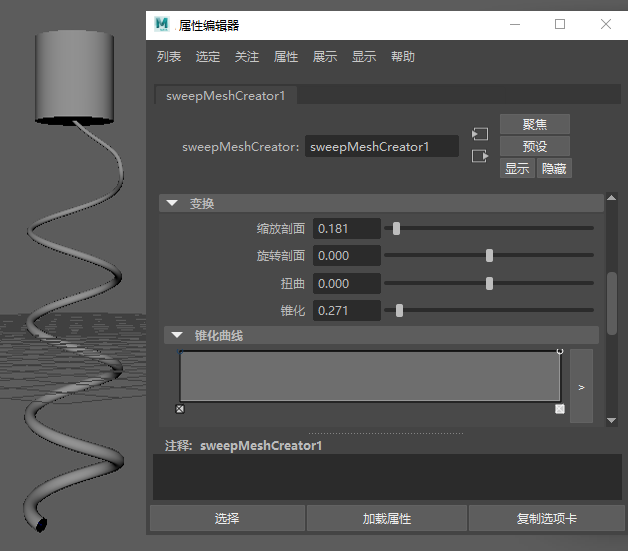 属性编辑器
列表 选定 关注 属性 展示 显示 帮助
sweepMeshCreator1
聚焦
sweepMeshCreator: sweepMeshCreator1
预设
显示 隐藏
变换
缩放剖面 0.181
旋转剖面 0.000
扭曲 0.000
锥化 0.271
锥化曲线
>
注释: sweepMeshCreator1
选择 加载属性 复制选项卡